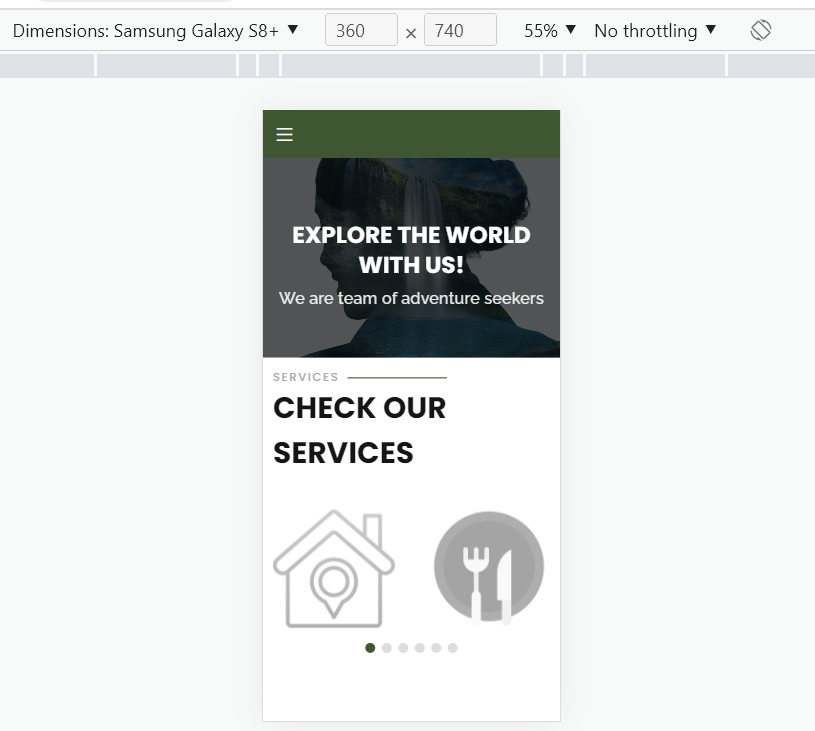 Dimensions: Samsung Galaxy S8+ ▼ 360 × 740 55% ▼ No throttling ▼
EXPLORE THE WORLD
WITH US!
We are team of adventure seekers
SERVICES
CHECK OUR
SERVICES